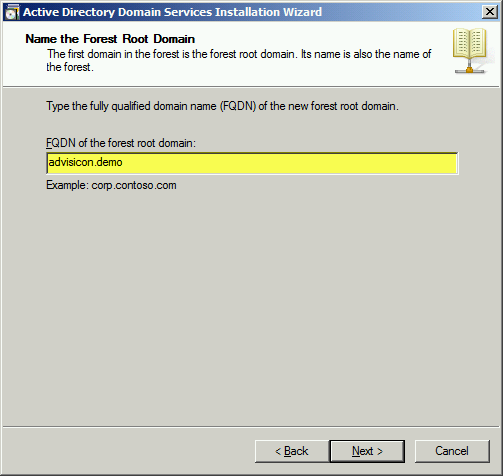 Active Directory Domain Services Installation Wizard
Name the Forest Root Domain
The first domain in the forest is the forest root domain. Its name is also the name of
the forest.
Type the fully qualified domain name (FQDN) of the new forest root domain.
FQDN of the forest root domain:
advisicon.demo
Example: corp.contoso.com
< Back
Next >
Cancel